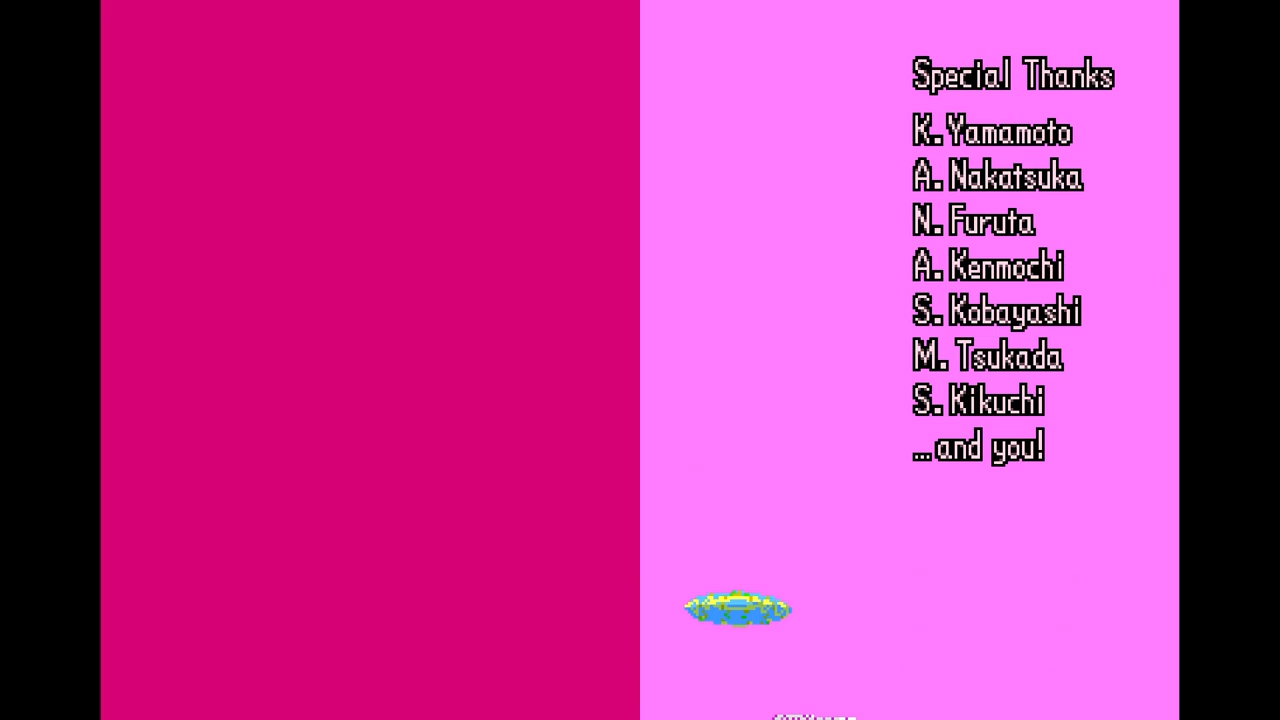 Special Thanks
K. Yamamoto
A. Nakatsuka
N. Furuta
A. Kenmochi
S. Kobayashi
M. Tsukada
S. Kikuchi
...and you!